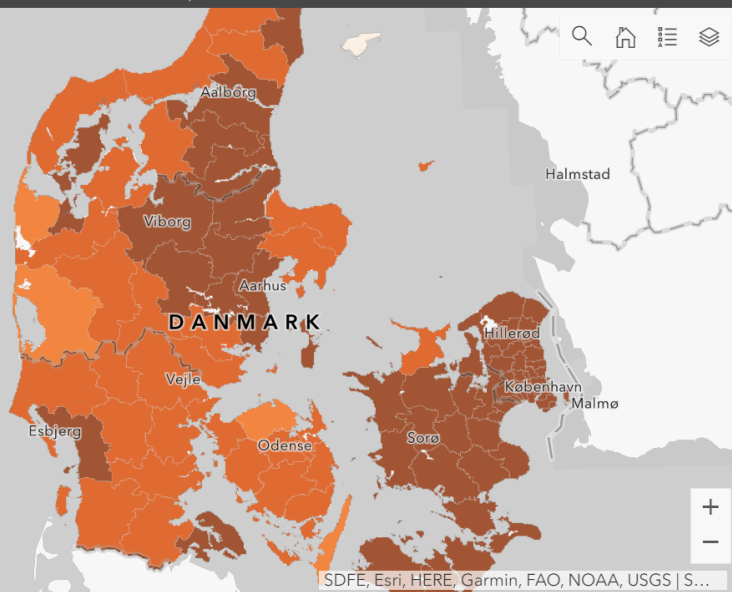 Aalborg
Halmstad
Viborg
Aarhus
DANMARK
Hillerød
Vejle
København
Malmø
Esbjerg
Sorø
Odense
+
−
SDFE, Esri, HERE, Garmin, FAO, NOAA, USGS | S...